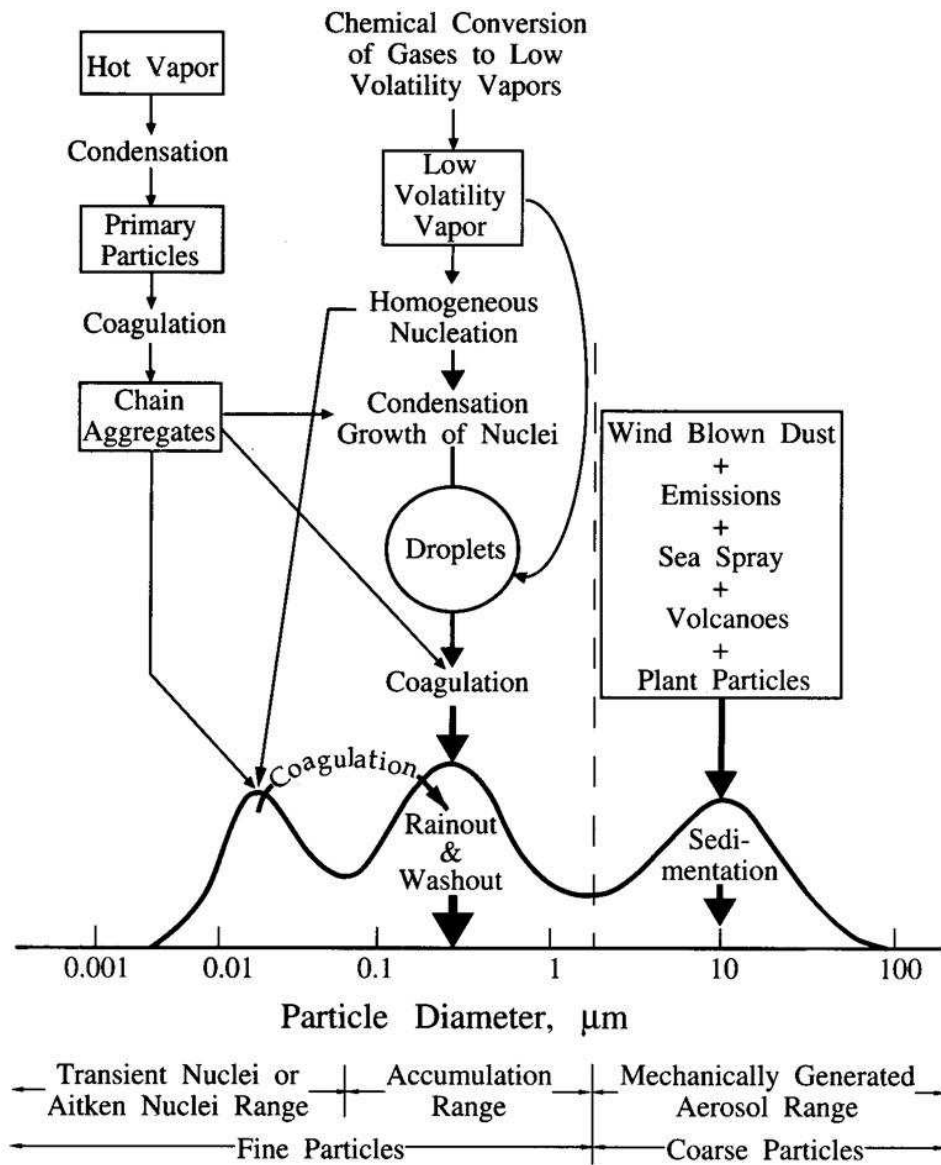 Hot Vapor
Condensation
Primary
Particles
Coagulation
Chain
Aggregates
Chemical Conversion
of Gases to Low
Volatility Vapors
Low
Volatility
Vapor
Homogeneous
Nucleation
Condensation
Growth of Nuclei
Droplets
Coagulation
Wind Blown Dust
+
Emissions
+
Sea Spray
+
Volcanoes
+
Plant Particles
Coagulation
Rainout
&
Washout
Sedi-
mentation
0.001 0.01 0.1 1 10 100
Particle Diameter, μm
Transient Nuclei or
Aitken Nuclei Range
Accumulation
Range
Mechanically Generated
Aerosol Range
Fine Particles
Coarse Particles